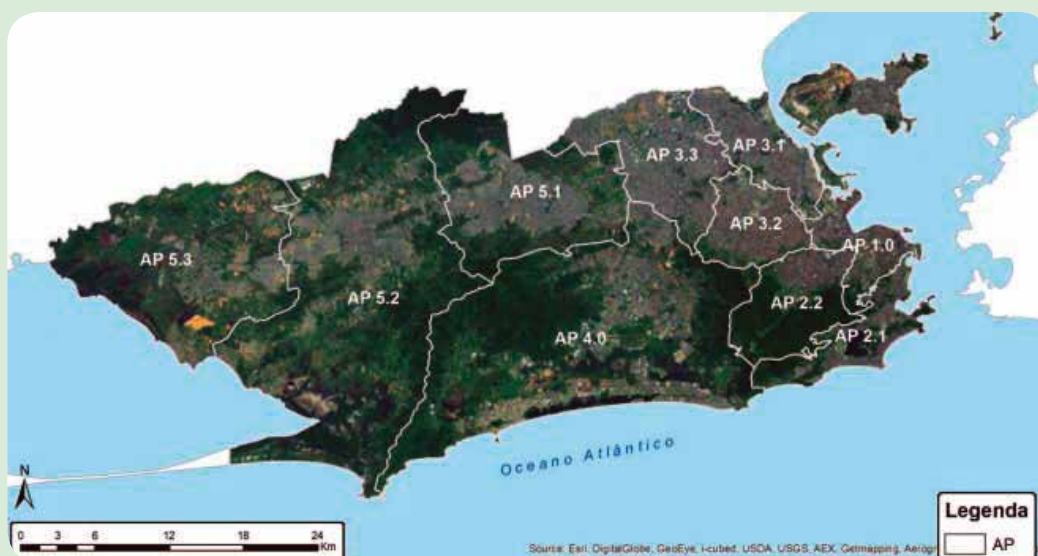 AP 3.3
AP 3.1
AP 5.1
AP 3.2
AP 1.0
AP 5.3
AP 5.2
AP 2.2
AP 4.0
AP 2.1
Oceano Atlântico
N
0 3 6 12 18 24
Km
Legenda
AP
Source: Esri, DigitalGlobe, GeoEye, i-cubed, USDA, USGS, AEX, Getmapping, Aerogr